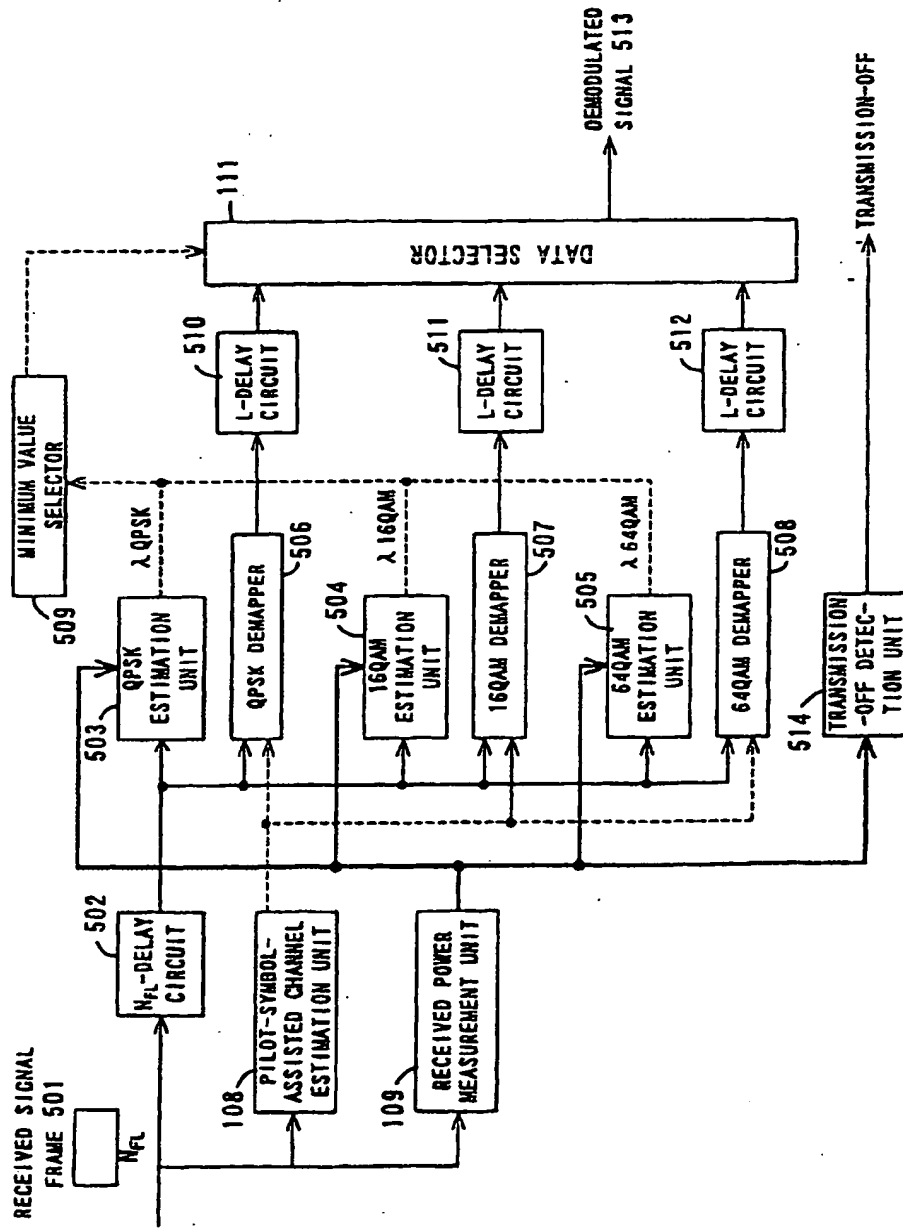 RECEIVED SIGNAL
FRAME 501
NFL
502
NFL-DELAY
CIRCUIT
108
PILOT-SYMBOL-
ASSISTED CHANNEL
ESTIMATION UNIT
109
RECEIVED POWER
MEASUREMENT UNIT
503
QPSK
ESTIMATION
UNIT
λ QPSK
509
MINIMUM VALUE
SELECTOR
506
QPSK DEMAPPER
504
16QAM
ESTIMATION
UNIT
λ 16QAM
507
16QAM DEMAPPER
505
64QAM
ESTIMATION
UNIT
λ 64QAM
508
64QAM DEMAPPER
514
TRANSMISSION
-OFF DETEC-
TION UNIT
510
L-DELAY
CIRCUIT
511
L-DELAY
CIRCUIT
512
L-DELAY
CIRCUIT
111
DATA SELECTOR
DEMODULATED
SIGNAL 513
TRANSMISSION-OFF